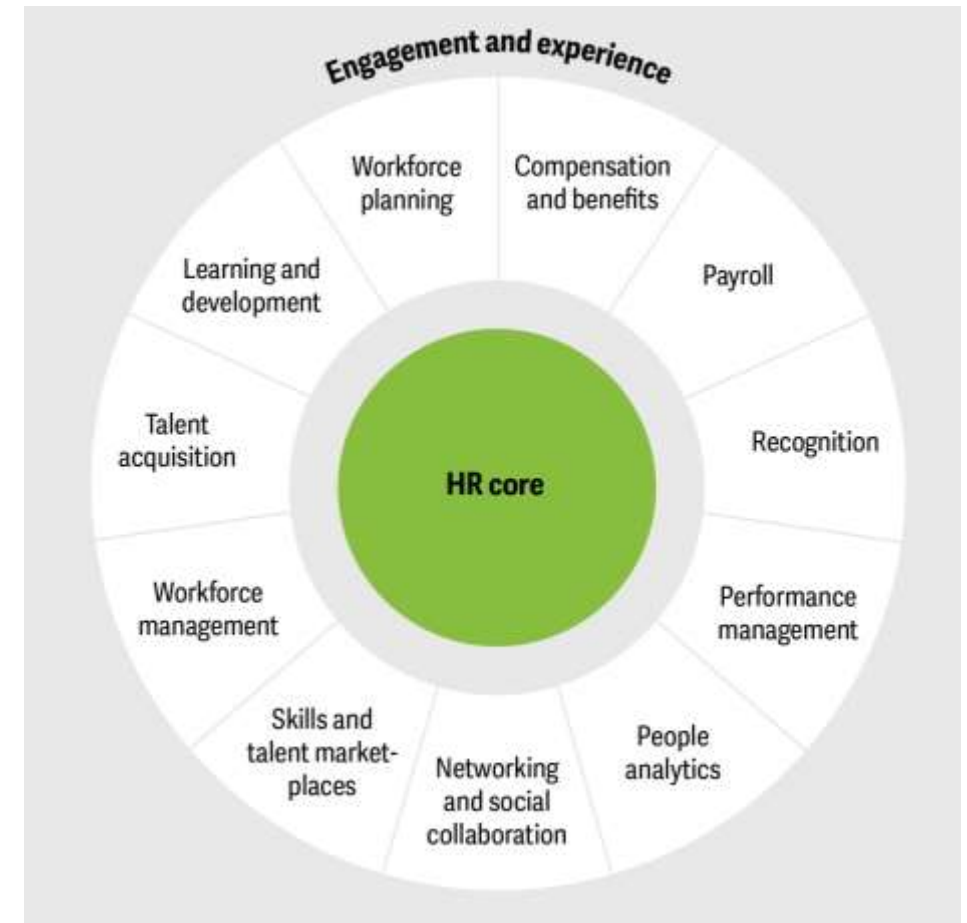 Engagement and experience
Workforce
planning
Compensation
and benefits
Learning and
development
Payroll
Talent
acquisition
Recognition
HR core
Workforce
management
Performance
management
Skills and
talent market-
places
People
analytics
Networking
and social
collaboration